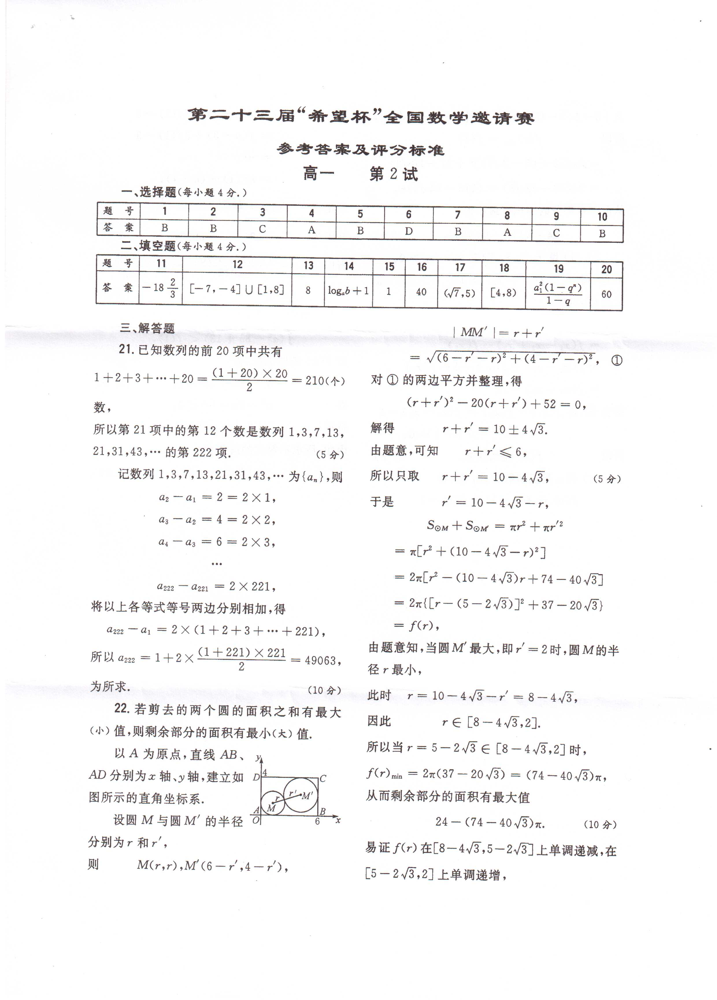 第二十三届“希望杯”全国数学邀请赛
参考答案及评分标准
高一 第2试
一、选择题(每小题4分.)
题 号 1 2 3 4 5 6 7 8 9 10
答 案 B B C A B D B A C B
二、填空题(每小题4分.)
题 号 11 12 13 14 15 16 17 18 19 20
答 案 −18 2/3 [−7,−4]∪[1,8] 8 logₐb+1 1 40 (√7,5) [4,8) a₁²(1−qⁿ)/(1−q) 60
三、解答题
21.已知数列的前20项中共有
1+2+3+⋯+20=(1+20)×20/2=210(个)
数,
所以第21项中的第12个数是数列1,3,7,13,
21,31,43,⋯的第222项. (5分)
记数列1,3,7,13,21,31,43,⋯为{aₙ},则
a₂−a₁=2=2×1,
a₃−a₂=4=2×2,
a₄−a₃=6=2×3,
⋯
a₂₂₂−a₂₂₁=2×221,
将以上各等式等号两边分别相加,得
a₂₂₂−a₁=2×(1+2+3+⋯+221),
所以a₂₂₂=1+2×(1+221)×221/2=49063,
为所求. (10分)
22.若剪去的两个圆的面积之和有最大
(小)值,则剩余部分的面积有最小(大)值.
以A为原点,直线AB、
AD分别为x轴、y轴,建立如
图所示的直角坐标系.
设圆M与圆M′的半径
分别为r和r′,
则 M(r,r),M′(6−r′,4−r′),
y
D 4 C
r r′ M′
M
A B
O 6 x
|MM′|=r+r′
=√((6−r′−r)²+(4−r′−r)²), ①
对①的两边平方并整理,得
(r+r′)²−20(r+r′)+52=0,
解得 r+r′=10±4√3.
由题意,可知 r+r′⩽6,
所以只取 r+r′=10−4√3, (5分)
于是 r′=10−4√3−r,
S⊙M+S⊙M′=πr²+πr′²
=π[r²+(10−4√3−r)²]
=2π[r²−(10−4√3)r+74−40√3]
=2π{[r−(5−2√3)]²+37−20√3}
=f(r),
由题意知,当圆M′最大,即r′=2时,圆M的半
径r最小,
此时 r=10−4√3−r′=8−4√3,
因此 r∈[8−4√3,2].
所以当r=5−2√3∈[8−4√3,2]时,
f(r)min=2π(37−20√3)=(74−40√3)π,
从而剩余部分的面积有最大值
24−(74−40√3)π. (10分)
易证f(r)在[8−4√3,5−2√3]上单调递减,在
[5−2√3,2]上单调递增,